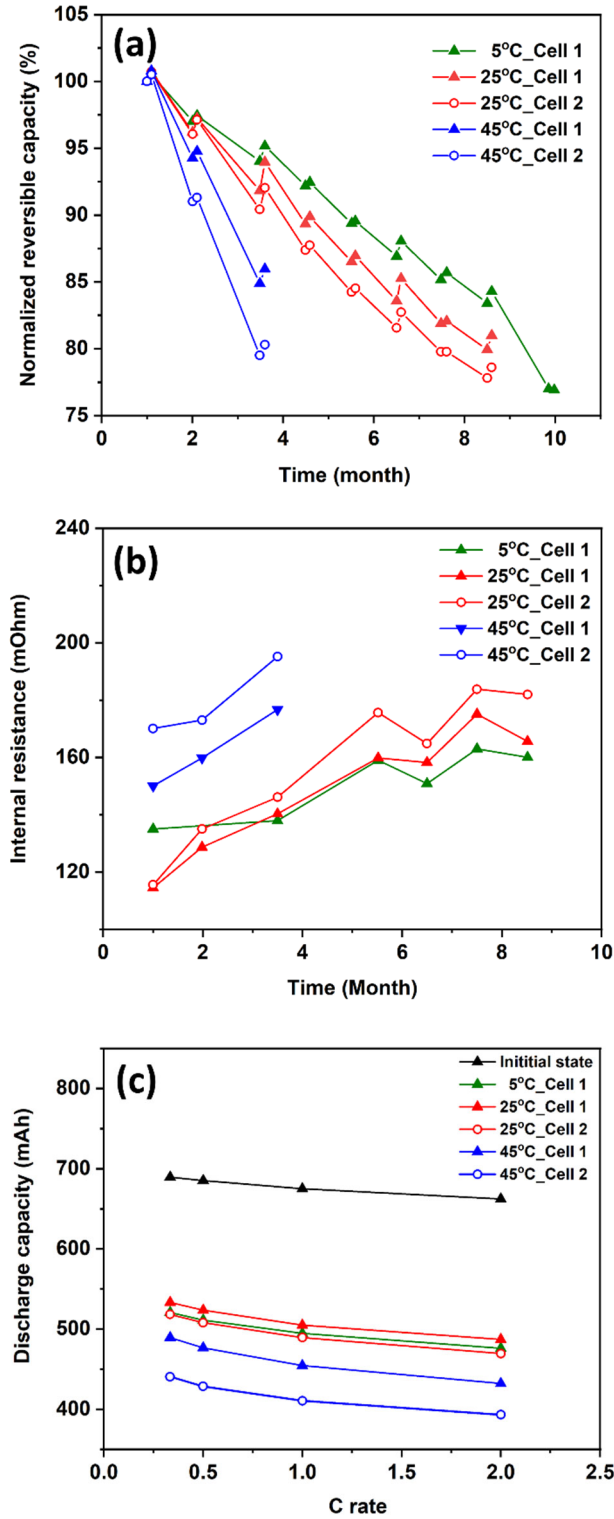 (a)
5°C_Cell 1
25°C_Cell 1
25°C_Cell 2
45°C_Cell 1
45°C_Cell 2
Normalized reversible capacity (%)
105
100
95
90
85
80
75
0 2 4 6 8 10
Time (month)
(b)
5°C_Cell 1
25°C_Cell 1
25°C_Cell 2
45°C_Cell 1
45°C_Cell 2
Internal resistance (mOhm)
240
200
160
120
0 2 4 6 8 10
Time (Month)
(c)
Inititial state
5°C_Cell 1
25°C_Cell 1
25°C_Cell 2
45°C_Cell 1
45°C_Cell 2
Discharge capacity (mAh)
800
700
600
500
400
0.0 0.5 1.0 1.5 2.0 2.5
C rate